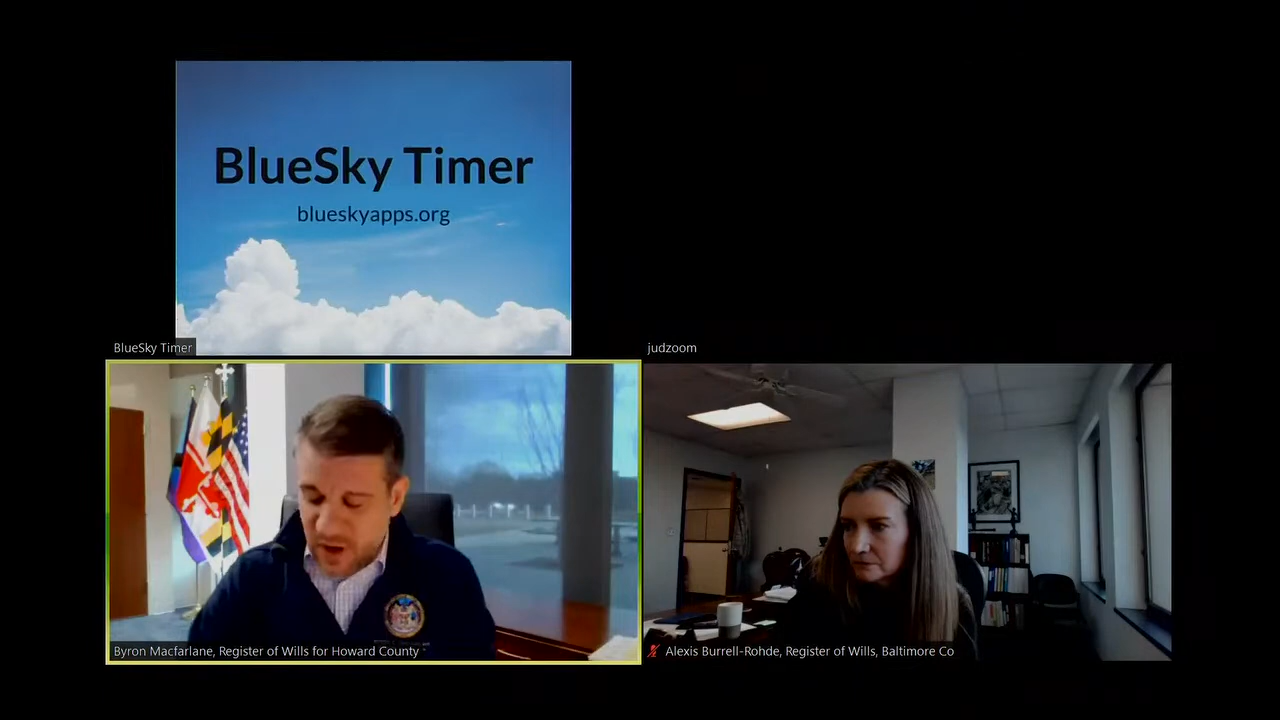 BlueSky Timer
blueskyapps.org
BlueSky Timer
judzoom
Byron Macfarlane, Register of Wills for Howard County
Alexis Burrell-Rohde, Register of Wills, Baltimore Co